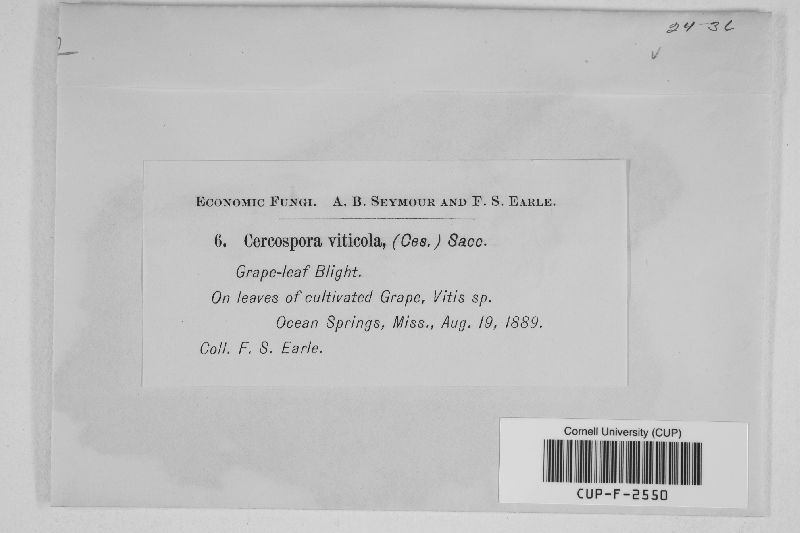 24-36
Economic Fungi. A. B. Seymour and F. S. Earle.
6. Cercospora viticola, (Ces.) Sacc.
Grape-leaf Blight.
On leaves of cultivated Grape, Vitis sp.
Ocean Springs, Miss., Aug. 19, 1889.
Coll. F. S. Earle.
Cornell University (CUP)
CUP-F-2550